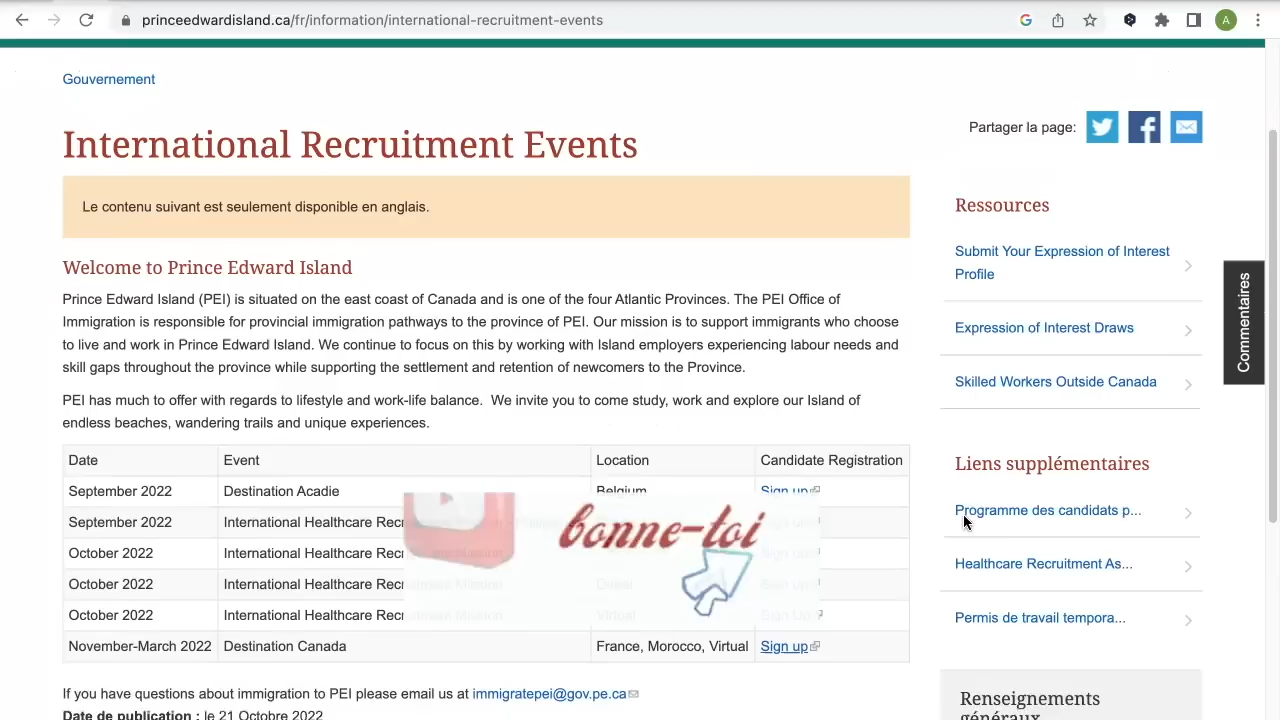 princeedwardisland.ca/fr/information/international-recruitment-events
A
Gouvernement
International Recruitment Events
Partager la page:
Le contenu suivant est seulement disponible en anglais.
Welcome to Prince Edward Island
Prince Edward Island (PEI) is situated on the east coast of Canada and is one of the four Atlantic Provinces. The PEI Office of
Immigration is responsible for provincial immigration pathways to the province of PEI. Our mission is to support immigrants who choose
to live and work in Prince Edward Island. We continue to focus on this by working with Island employers experiencing labour needs and
skill gaps throughout the province while supporting the settlement and retention of newcomers to the Province.
PEI has much to offer with regards to lifestyle and work-life balance. We invite you to come study, work and explore our Island of
endless beaches, wandering trails and unique experiences.
Date Event Location Candidate Registration
September 2022 Destination Acadie Belgium Sign up
September 2022 International Healthcare
October 2022 International Healthcare
October 2022 International Healthcare Mission Sign up
October 2022 International Healthcare Mission Virtual Sign Up
November-March 2022 Destination Canada France, Morocco, Virtual Sign up
bonne-toi
If you have questions about immigration to PEI please email us at immigratepei@gov.pe.ca
Date de publication : le 21 Octobre 2022
Ressources
Submit Your Expression of Interest
Profile
Expression of Interest Draws
Skilled Workers Outside Canada
Liens supplémentaires
Programme des candidats p...
Healthcare Recruitment As...
Permis de travail tempora...
Renseignements
généraux
Commentaires